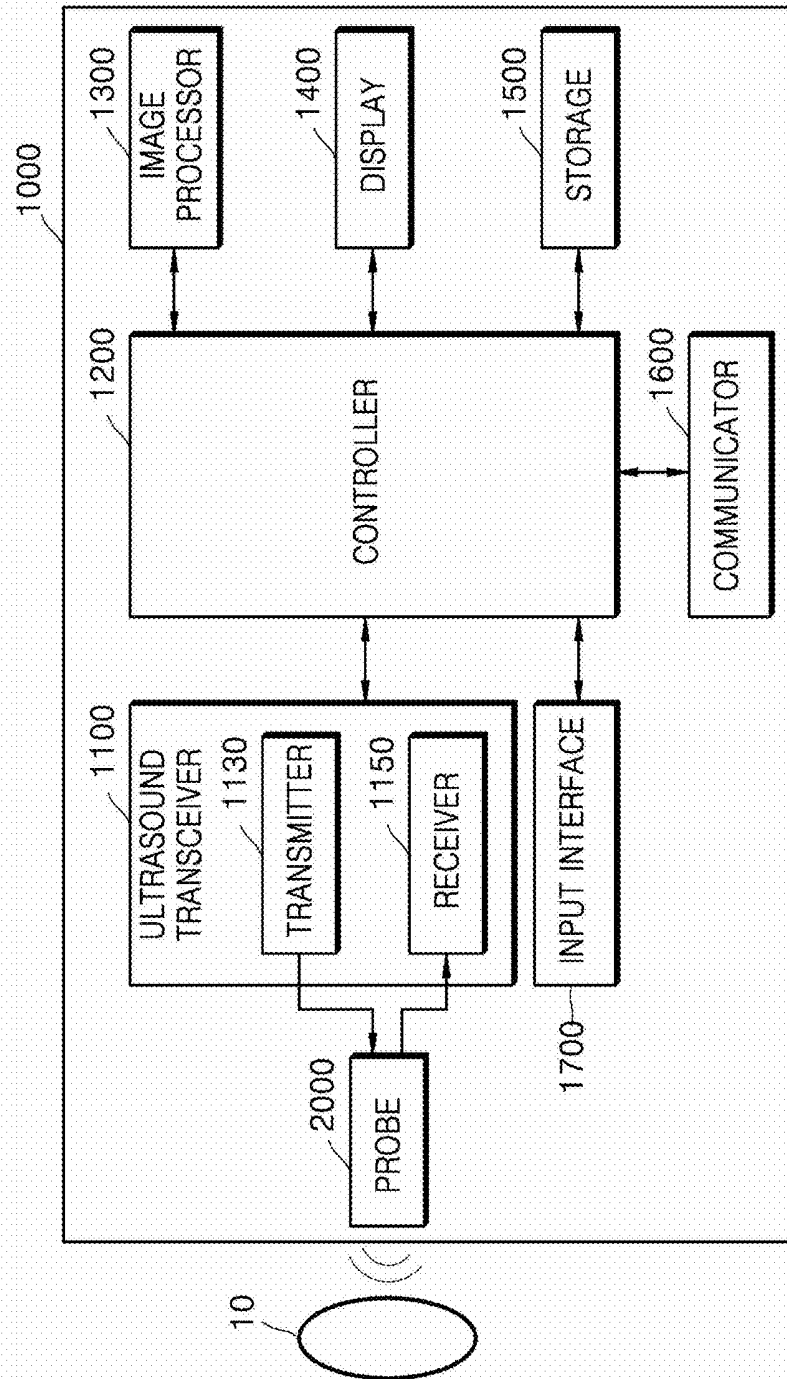 1000
10
2000
PROBE
1100
ULTRASOUND
TRANSCEIVER
1130
TRANSMITTER
1150
RECEIVER
1700
INPUT INTERFACE
1200
CONTROLLER
1600
COMMUNICATOR
1300
IMAGE
PROCESSOR
1400
DISPLAY
1500
STORAGE